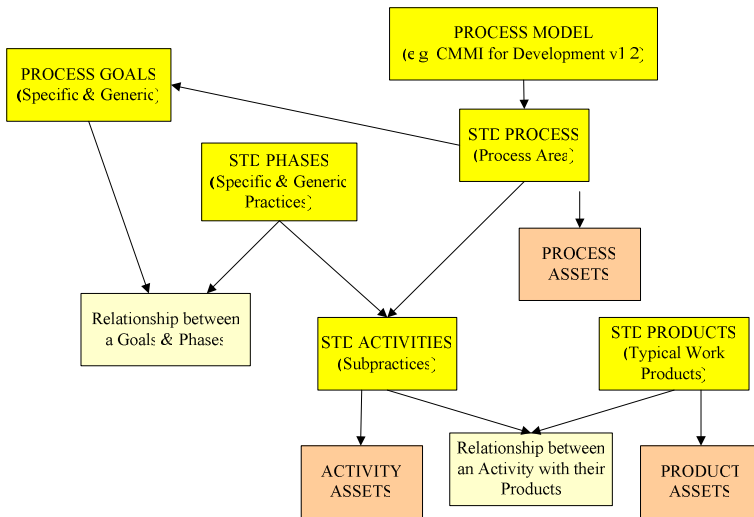 PROCESS MODEL
(e.g. CMMI for Development v1.2)
PROCESS GOALS
(Specific & Generic)
STD PROCESS
(Process Area)
STD PHASES
(Specific & Generic
Practices)
PROCESS
ASSETS
Relationship between
a Goals & Phases
STD ACTIVITIES
(Subpractices)
STD PRODUCTS
(Typical Work
Products)
ACTIVITY
ASSETS
Relationship between
an Activity with their
Products
PRODUCT
ASSETS